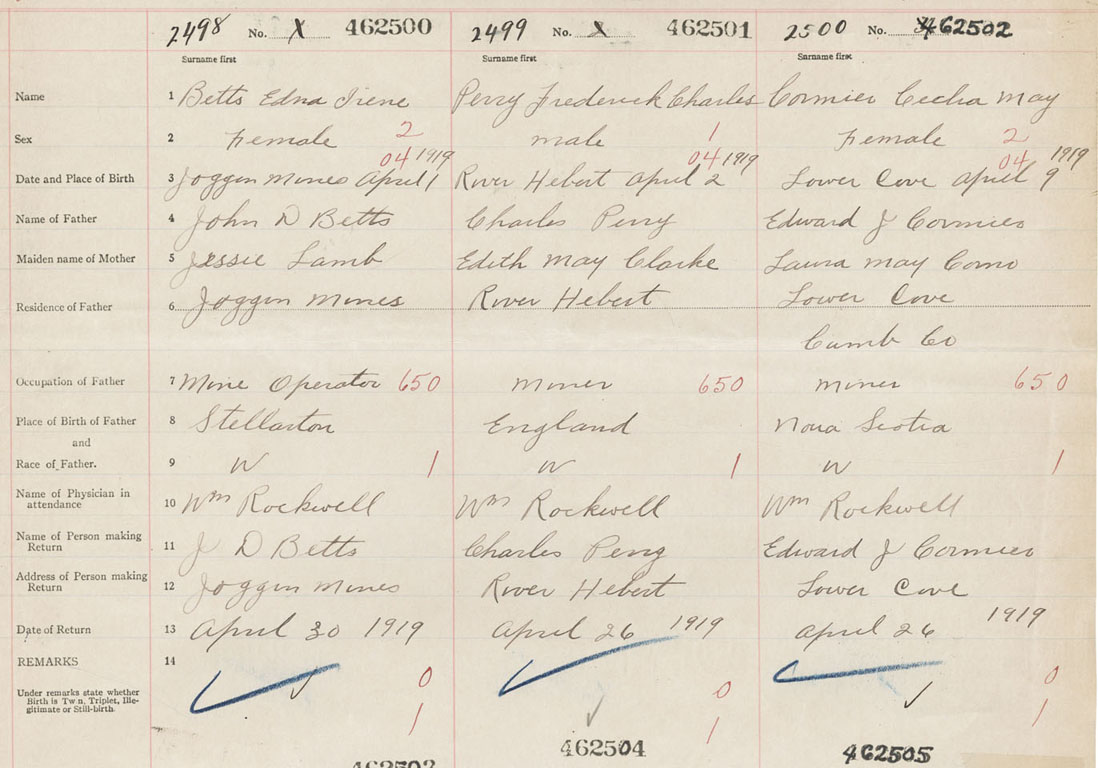 2498 No. X 462500 2499 No. X 462501 2500 No. 462502
Surname first Surname first Surname first
Name 1 Betts Edna Irene Perry Frederick Charles Cormier Cecelia May
Sex 2 Female 2 male 1 Female 2
04 1919 04 1919 04 1919
Date and Place of Birth 3 Joggin Mines April 1 River Hebert April 2 Lower Cove April 9
Name of Father 4 John D Betts Charles Perry Edward J Cormier
Maiden name of Mother 5 Jessie Lamb Edith May Clarke Laura May Como
Residence of Father 6 Joggin Mines River Hebert Lower Cove
Cumb Co
Occupation of Father 7 Mine Operator 650 miner 650 miner 650
Place of Birth of Father 8 Stellarton England Nova Scotia
and
Race of Father. 9 W 1 W 1 W 1
Name of Physician in
attendance 10 Wm Rockwell Wm Rockwell Wm Rockwell
Name of Person making
Return 11 J D Betts Charles Perry Edward J Cormier
Address of Person making
Return 12 Joggin Mines River Hebert Lower Cove
Date of Return 13 April 30 1919 April 26 1919 April 26 1919
REMARKS 14
0 0 0
Under remarks state whether
Birth is Twin, Triplet, Ille-
gitimate or Still-birth.
1 1 1
462503 462504 462505